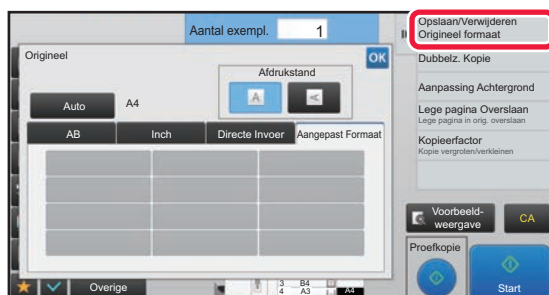 Aantal exempl. 1
Opslaan/Verwijderen
Origineel formaat
Origineel
OK
Dubbelz. Kopie
Afdrukstand
A A
Aanpassing Achtergrond
Auto A4
Lege pagina Overslaan
Lege pagina in orig. overslaan
AB Inch Directe Invoer Aangepast Formaat
Kopieerfactor
Kopie vergroten/verkleinen
Voorbeeld-
weergave
CA
Proefkopie
Overige
3 B4
4 A3 A4
Start